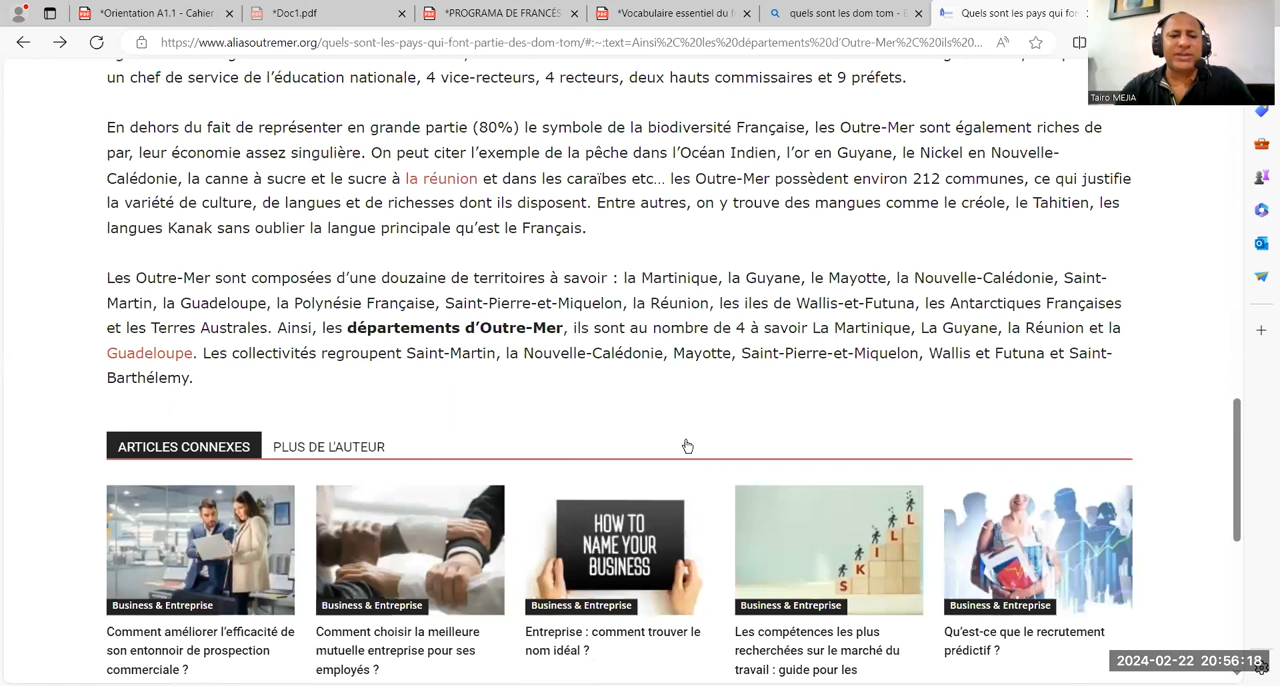 *Orientation A1.1 - Cahier
*Doc1.pdf
*PROGRAMA DE FRANCÉS
*Vocabulaire essentiel du f
quels sont les dom tom -
Quels sont les pays qui fon
https://www.aliasoutremer.org/quels-sont-les-pays-qui-font-partie-des-dom-tom/#:~:text=Ainsi%2C%20les%20départements%20d'Outre-Mer%2C%20ils%20...
Tairo MEJIA
un chef de service de l'éducation nationale, 4 vice-recteurs, 4 recteurs, deux hauts commissaires et 9 préfets.
En dehors du fait de représenter en grande partie (80%) le symbole de la biodiversité Française, les Outre-Mer sont également riches de
par, leur économie assez singulière. On peut citer l'exemple de la pêche dans l'Océan Indien, l'or en Guyane, le Nickel en Nouvelle-
Calédonie, la canne à sucre et le sucre à la réunion et dans les caraïbes etc... les Outre-Mer possèdent environ 212 communes, ce qui justifie
la variété de culture, de langues et de richesses dont ils disposent. Entre autres, on y trouve des mangues comme le créole, le Tahitien, les
langues Kanak sans oublier la langue principale qu'est le Français.
Les Outre-Mer sont composées d'une douzaine de territoires à savoir : la Martinique, la Guyane, le Mayotte, la Nouvelle-Calédonie, Saint-
Martin, la Guadeloupe, la Polynésie Française, Saint-Pierre-et-Miquelon, la Réunion, les iles de Wallis-et-Futuna, les Antarctiques Françaises
et les Terres Australes. Ainsi, les départements d'Outre-Mer, ils sont au nombre de 4 à savoir La Martinique, La Guyane, la Réunion et la
Guadeloupe. Les collectivités regroupent Saint-Martin, la Nouvelle-Calédonie, Mayotte, Saint-Pierre-et-Miquelon, Wallis et Futuna et Saint-
Barthélemy.
ARTICLES CONNEXES PLUS DE L'AUTEUR
HOW TO
NAME YOUR
BUSINESS
S K I L L
Business & Entreprise
Business & Entreprise
Business & Entreprise
Business & Entreprise
Business & Entreprise
Comment améliorer l'efficacité de
son entonnoir de prospection
commerciale ?
Comment choisir la meilleure
mutuelle entreprise pour ses
employés ?
Entreprise : comment trouver le
nom idéal ?
Les compétences les plus
recherchées sur le marché du
travail : guide pour les
Qu'est-ce que le recrutement
prédictif ?
2024-02-22 20:56:18